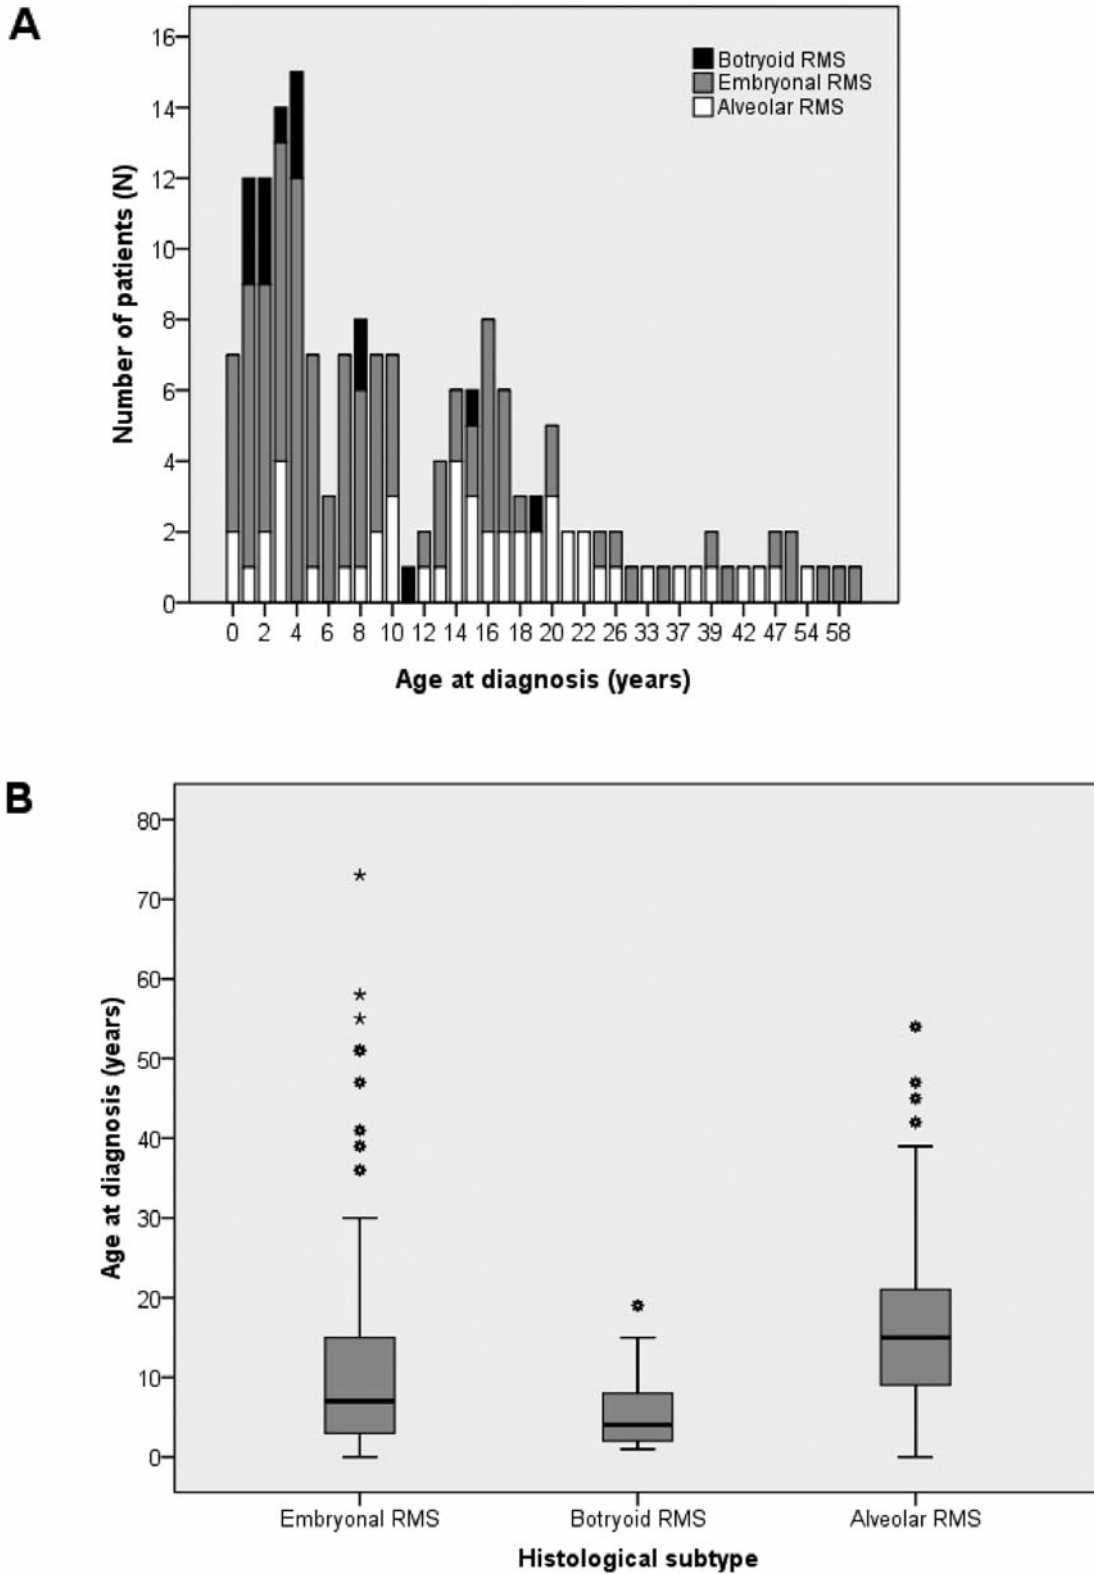 A
16
14
12
10
8
6
4
2
0
Number of patients (N)
Botryoid RMS
Embryonal RMS
Alveolar RMS
0 2 4 6 8 10 12 14 16 18 20 22 26 33 37 39 42 47 54 58
Age at diagnosis (years)
B
80
70
60
50
40
30
20
10
0
Age at diagnosis (years)
Embryonal RMS Botryoid RMS Alveolar RMS
Histological subtype